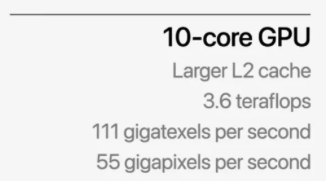 10-core GPU
Larger L2 cache
3.6 teraflops
111 gigatexels per second
55 gigapixels per second